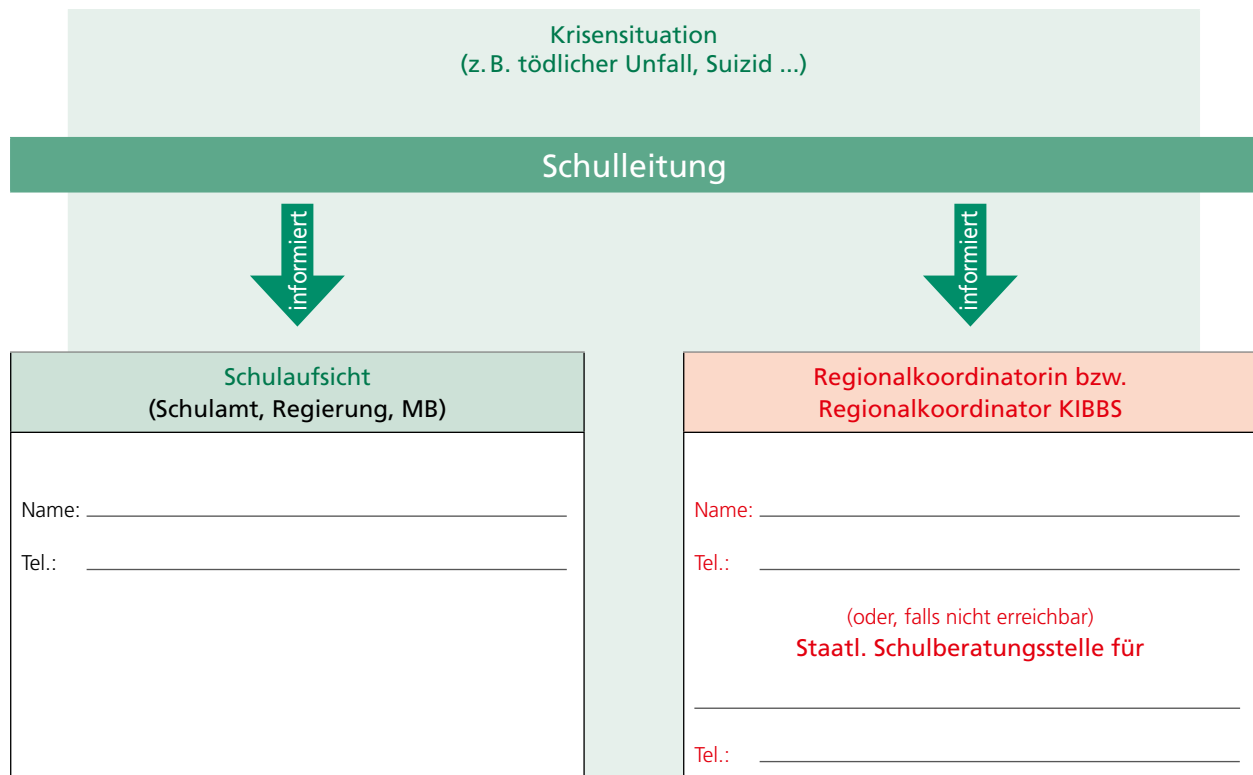 Krisensituation
(z. B. tödlicher Unfall, Suizid ...)
Schulleitung
informiert
informiert
Schulaufsicht
(Schulamt, Regierung, MB)
Name:
Tel.:
Regionalkoordinatorin bzw.
Regionalkoordinator KIBBS
Name:
Tel.:
(oder, falls nicht erreichbar)
Staatl. Schulberatungsstelle für
Tel.: